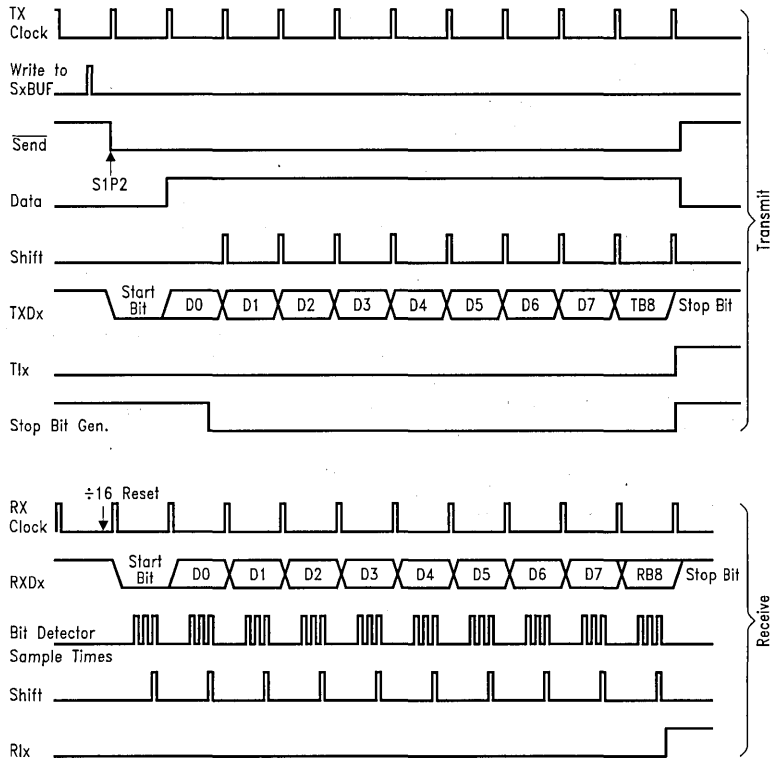 TX
Clock
Write to
SxBUF
Send
S1P2
Data
Shift
TXDx
Start
Bit
D0 D1 D2 D3 D4 D5 D6 D7 TB8 Stop Bit
TIx
Stop Bit Gen.
Transmit
÷16 Reset
RX
Clock
RXDx
Start
Bit
D0 D1 D2 D3 D4 D5 D6 D7 RB8 Stop Bit
Bit Detector
Sample Times
Shift
RIx
Receive